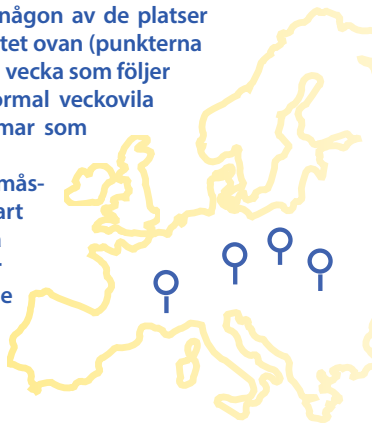 någon av de platser
tet ovan (punkterna
vecka som följer
ormal veckovila
mar som
mås-
art
e